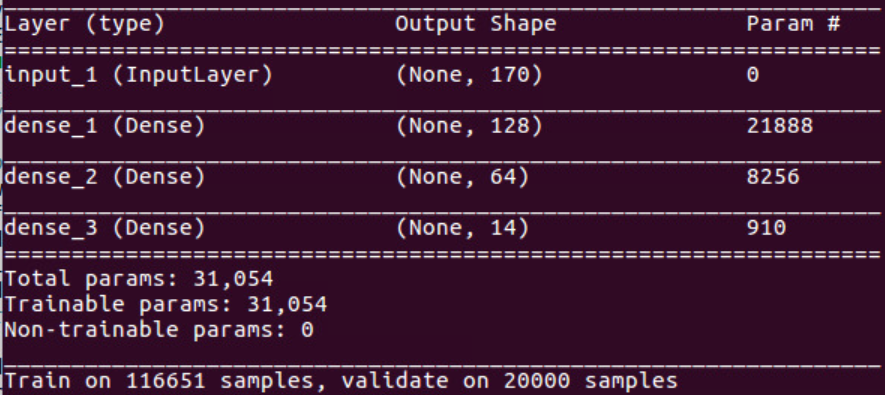 Layer (type) Output Shape Param #
=================================================================
input_1 (InputLayer) (None, 170) 0
_________________________________________________________________
dense_1 (Dense) (None, 128) 21888
_________________________________________________________________
dense_2 (Dense) (None, 64) 8256
_________________________________________________________________
dense_3 (Dense) (None, 14) 910
=================================================================
Total params: 31,054
Trainable params: 31,054
Non-trainable params: 0
_________________________________________________________________
Train on 116651 samples, validate on 20000 samples